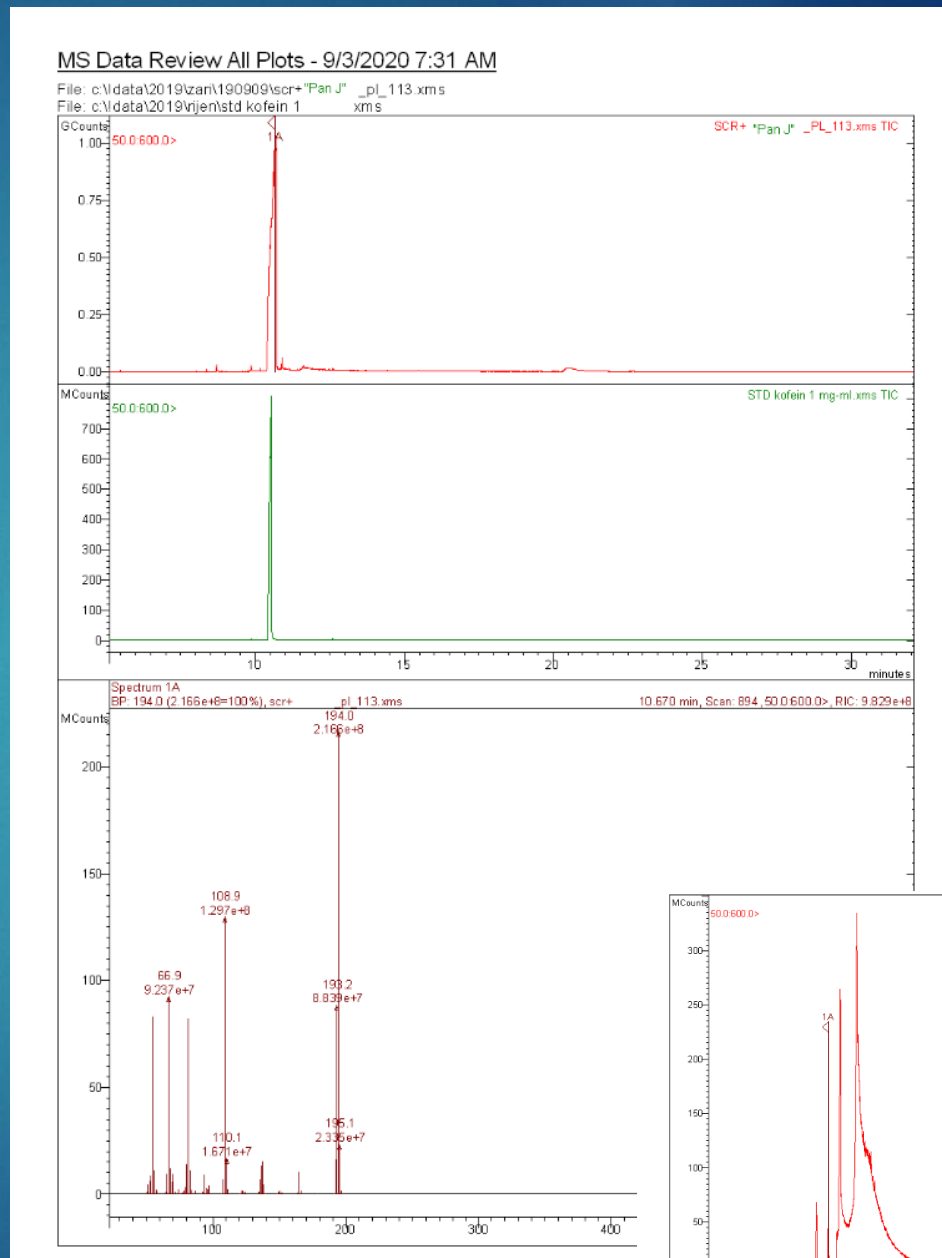 MS Data Review All Plots - 9/3/2020 7:31 AM
File: c:\ldata\2019\zari\190909\scr+"Pan J" _pl_113.xms
File: c:\ldata\2019\rijen\std kofein 1 xms
GCounts
50.0:600.0>
1A
SCR+ "Pan J" _PL_113.xms TIC
1.00
0.75
0.50
0.25
0.00
MCounts
50.0:600.0>
STD kofein 1 mg-ml.xms TIC
700
600
500
400
300
200
100
0
10 15 20 25 30
minutes
Spectrum 1A
BP: 194.0 (2.166e+8=100%), scr+ _pl_113.xms 10.670 min, Scan: 894, 50.0:600.0>, RIC: 9.829e+8
MCounts
194.0
2.166e+8
200
150
108.9
1.297e+8
100
66.9
9.237e+7
193.2
8.839e+7
50
110.1
1.671e+7
195.1
2.335e+7
0
100 200 300 400
MCounts
50.0:600.0>
300
250
1A
200
150
100
50